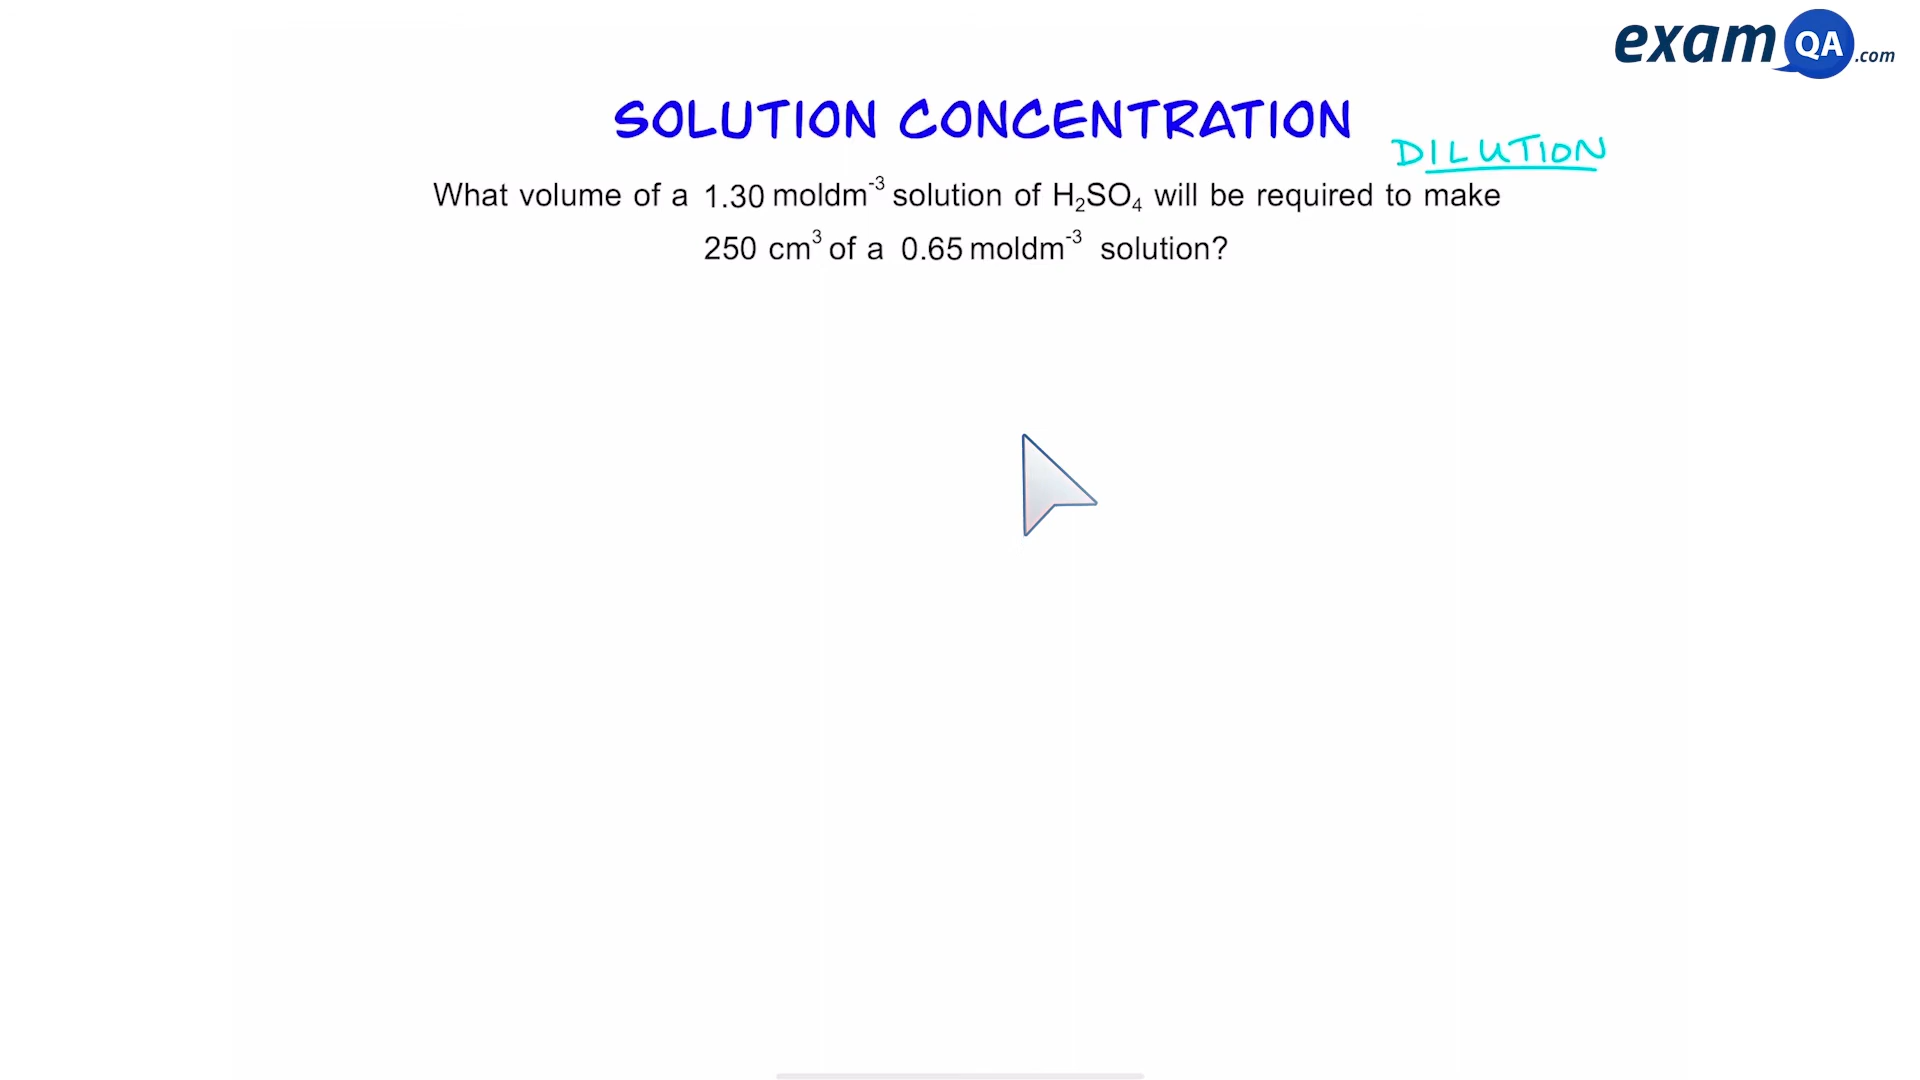 examQA.com
SOLUTION CONCENTRATION
DILUTION
What volume of a 1.30 moldm⁻³ solution of H₂SO₄ will be required to make
250 cm³ of a 0.65 moldm⁻³ solution?